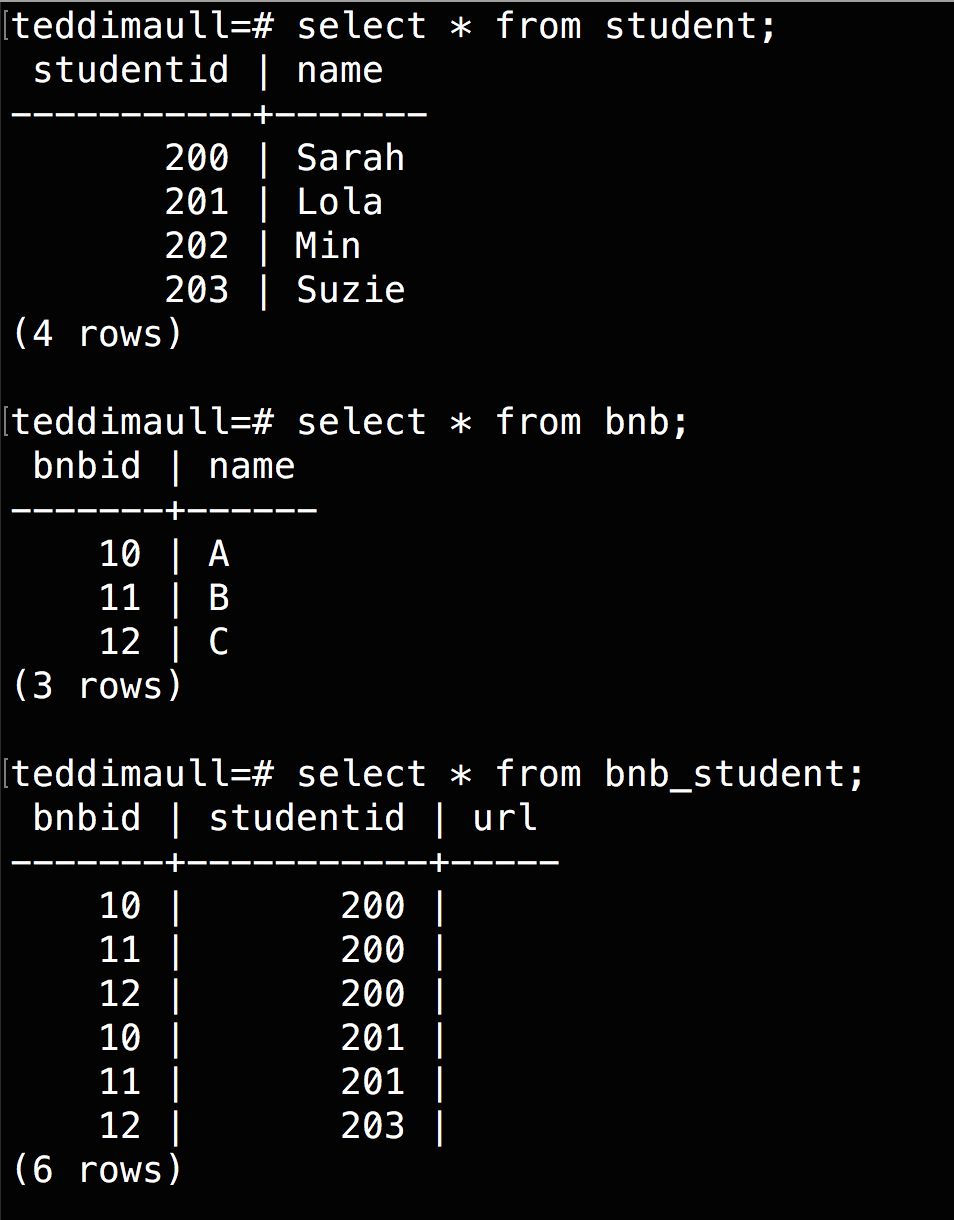 [teddimaull=# select * from student;
 studentid | name
-----------+-------
       200 | Sarah
       201 | Lola
       202 | Min
       203 | Suzie
(4 rows)
[teddimaull=# select * from bnb;
 bnbid | name
-------+------
    10 | A
    11 | B
    12 | C
(3 rows)
[teddimaull=# select * from bnb_student;
 bnbid | studentid | url
-------+-----------+-----
    10 |       200 |
    11 |       200 |
    12 |       200 |
    10 |       201 |
    11 |       201 |
    12 |       203 |
(6 rows)